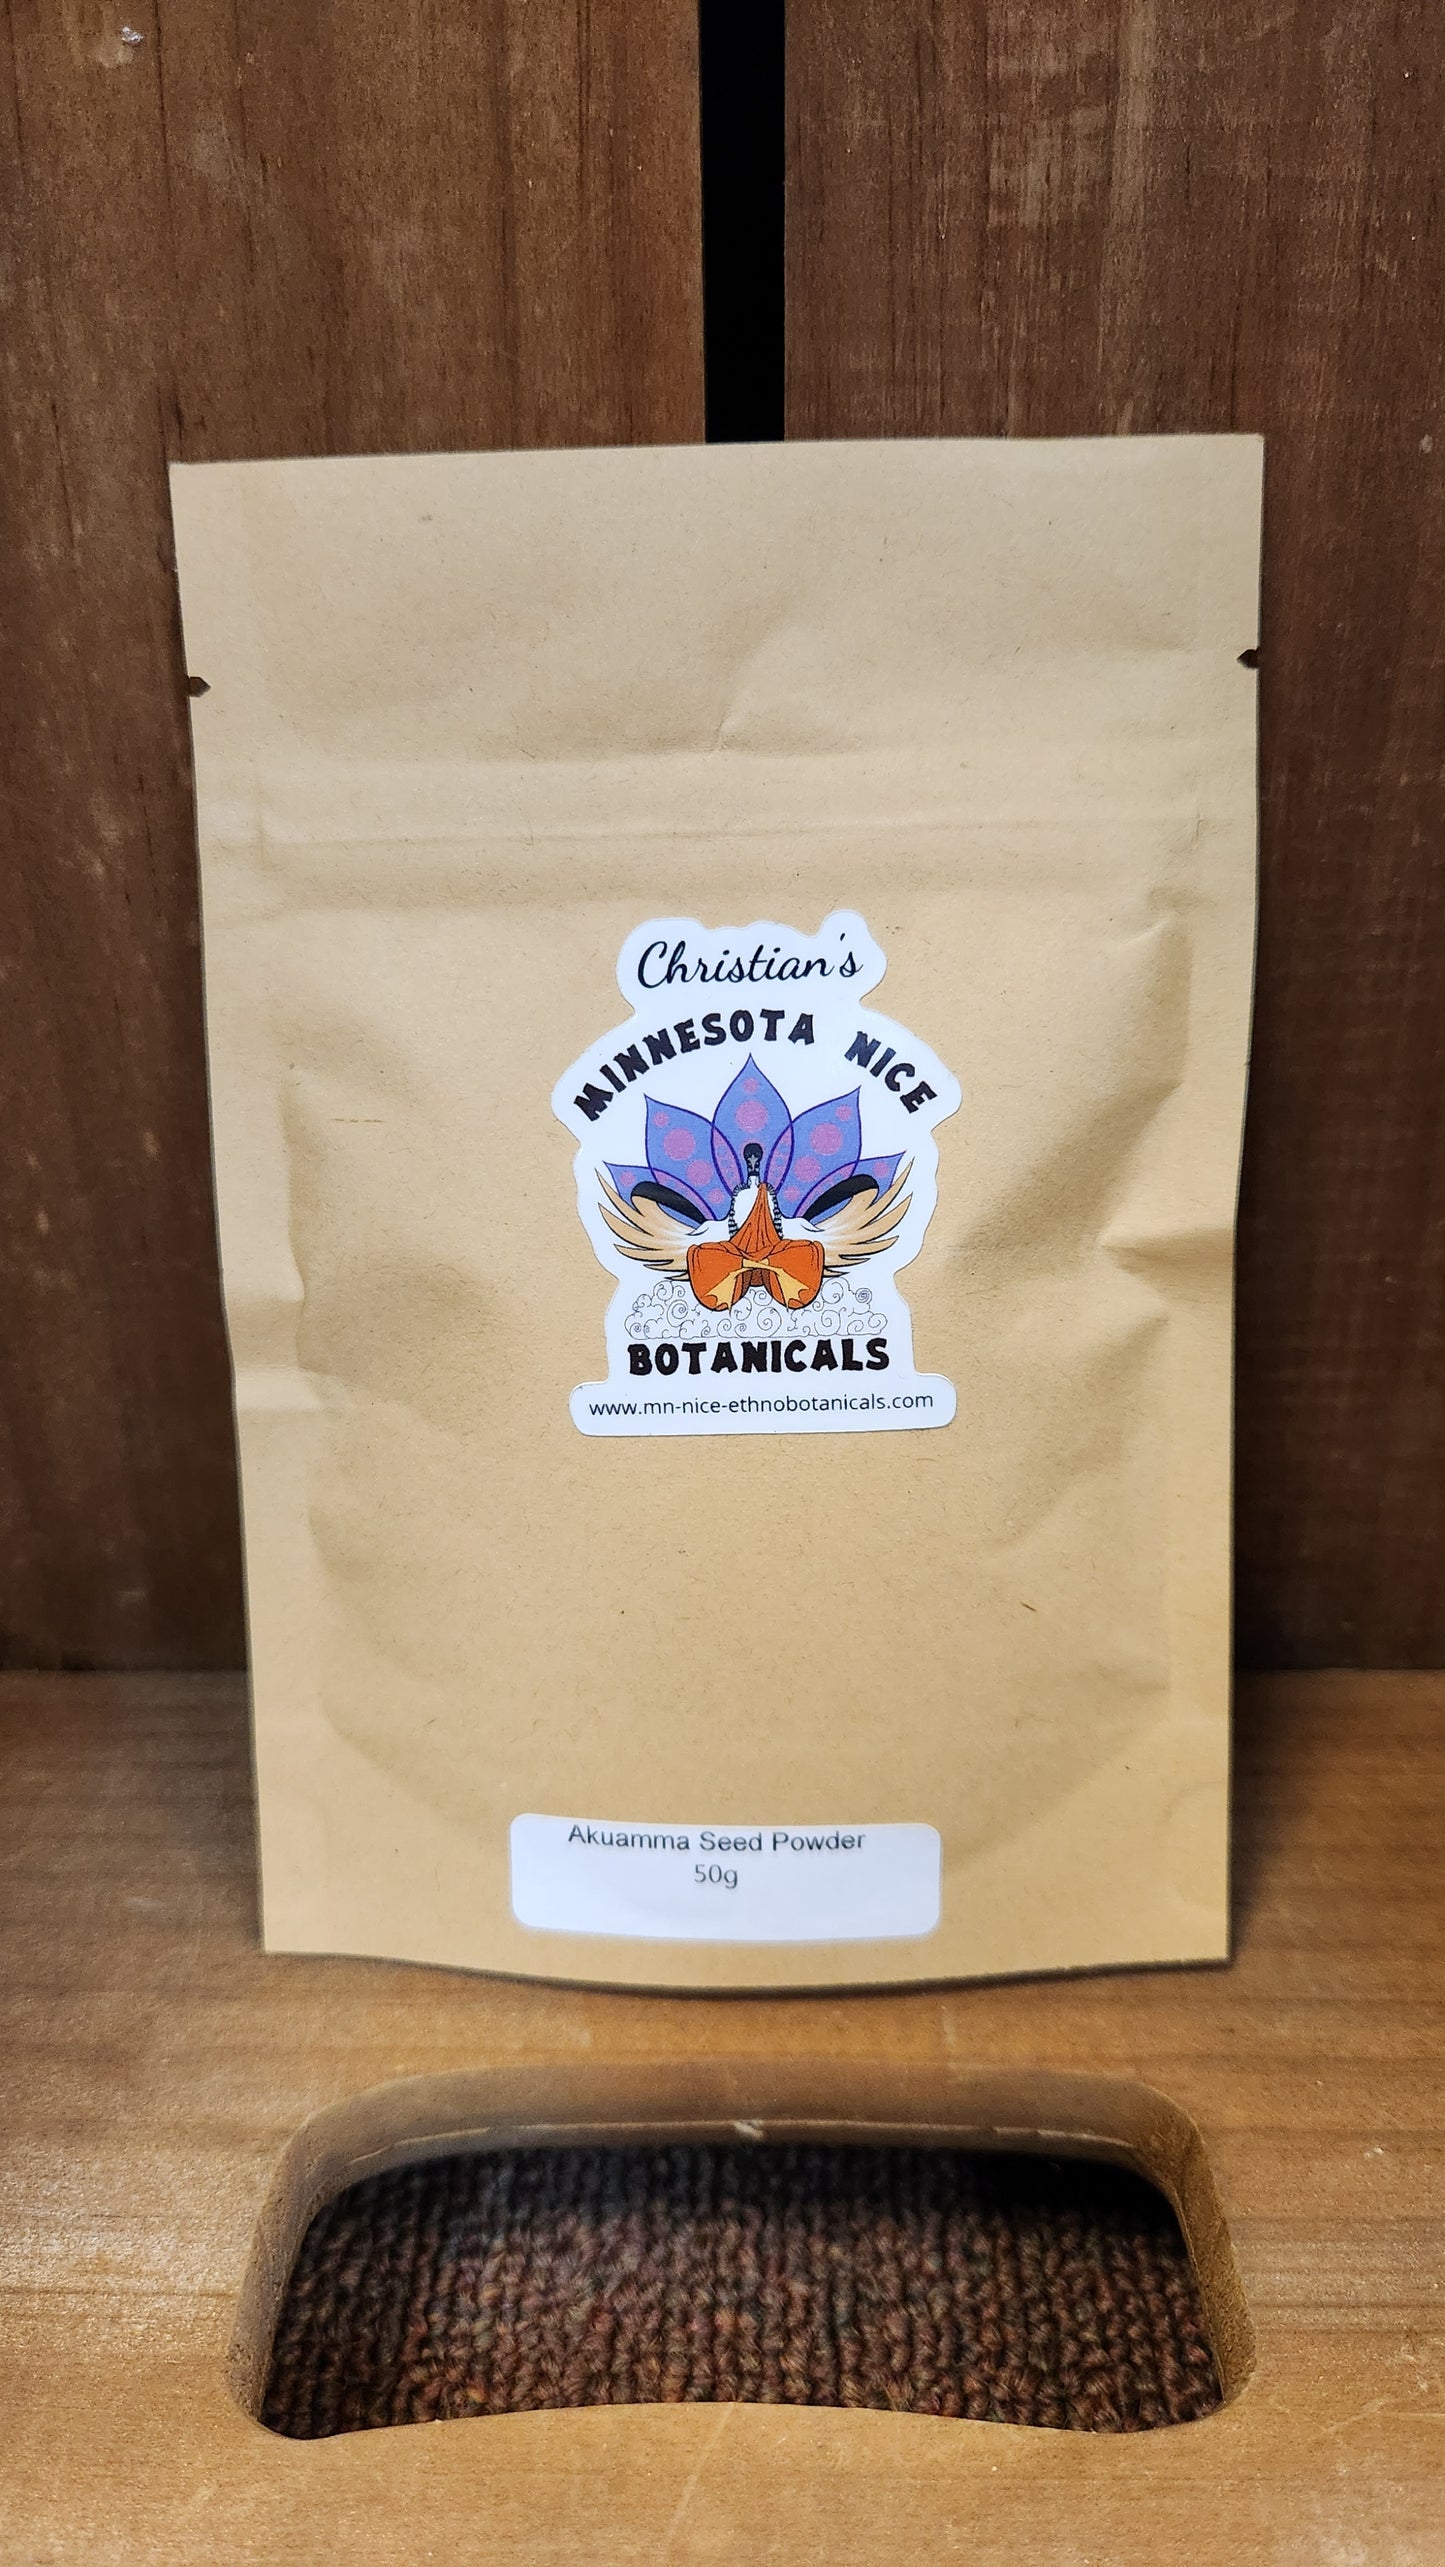 Christian's
MINNESOTA NICE
BOTANICALS
www.mn-nice-ethnobotanicals.com
Akuamma Seed Powder
50g